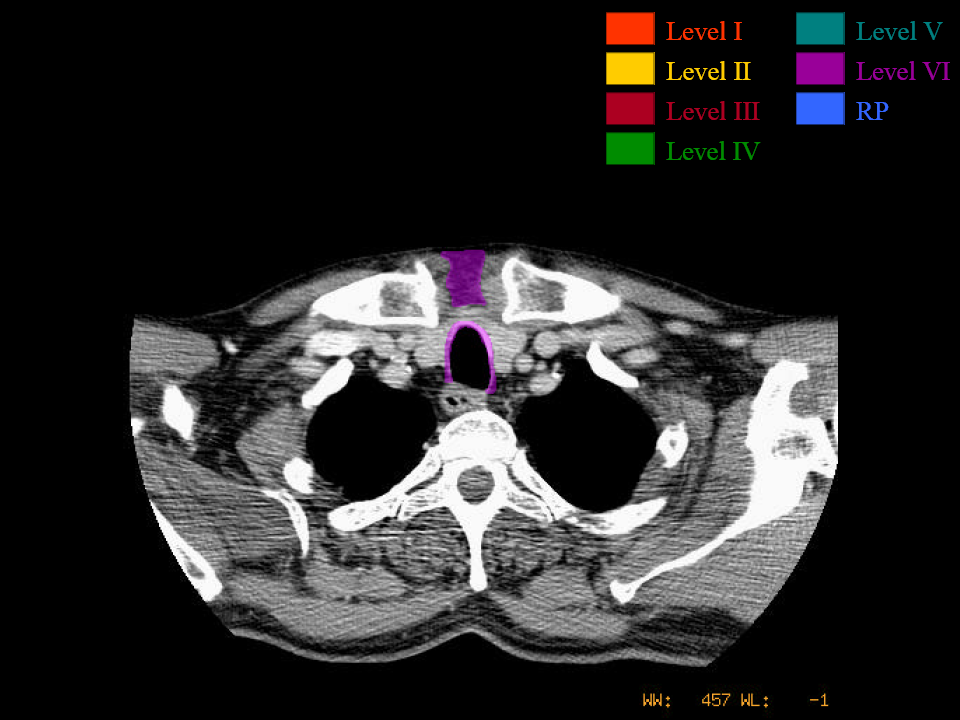 Level I
Level II
Level III
Level IV
Level V
Level VI
RP
WW: 457 WL: -1